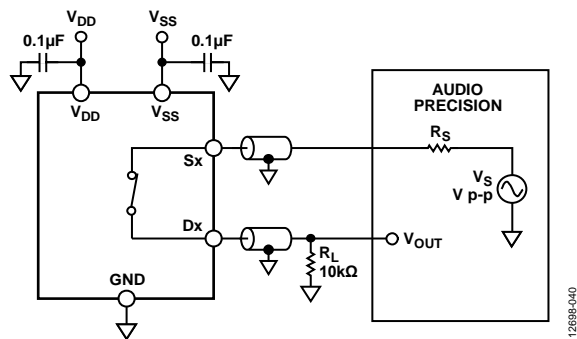 VDD
VSS
0.1µF
0.1µF
VDD
VSS
AUDIO
PRECISION
RS
Sx
VS
V p-p
Dx
VOUT
RL
10kΩ
GND
12698-040